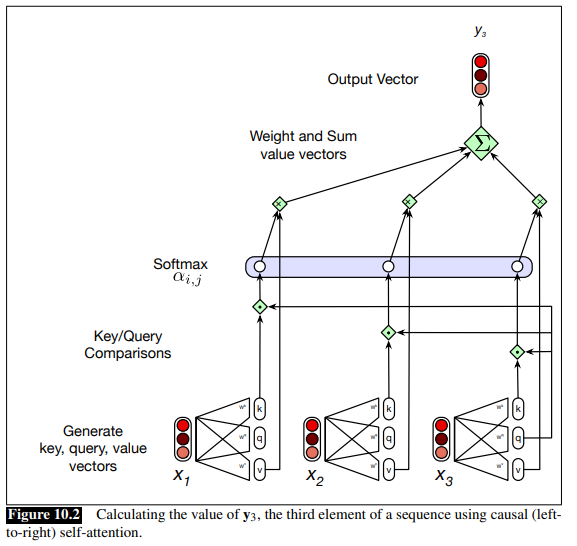 y₃
Output Vector
Weight and Sum
value vectors
Σ
× × ×
Softmax
αi,j
Key/Query
Comparisons
Generate
key, query, value
vectors
k k k
q q q
v v v
x₁ x₂ x₃
Figure 10.2 Calculating the value of y₃, the third element of a sequence using causal (left-
to-right) self-attention.